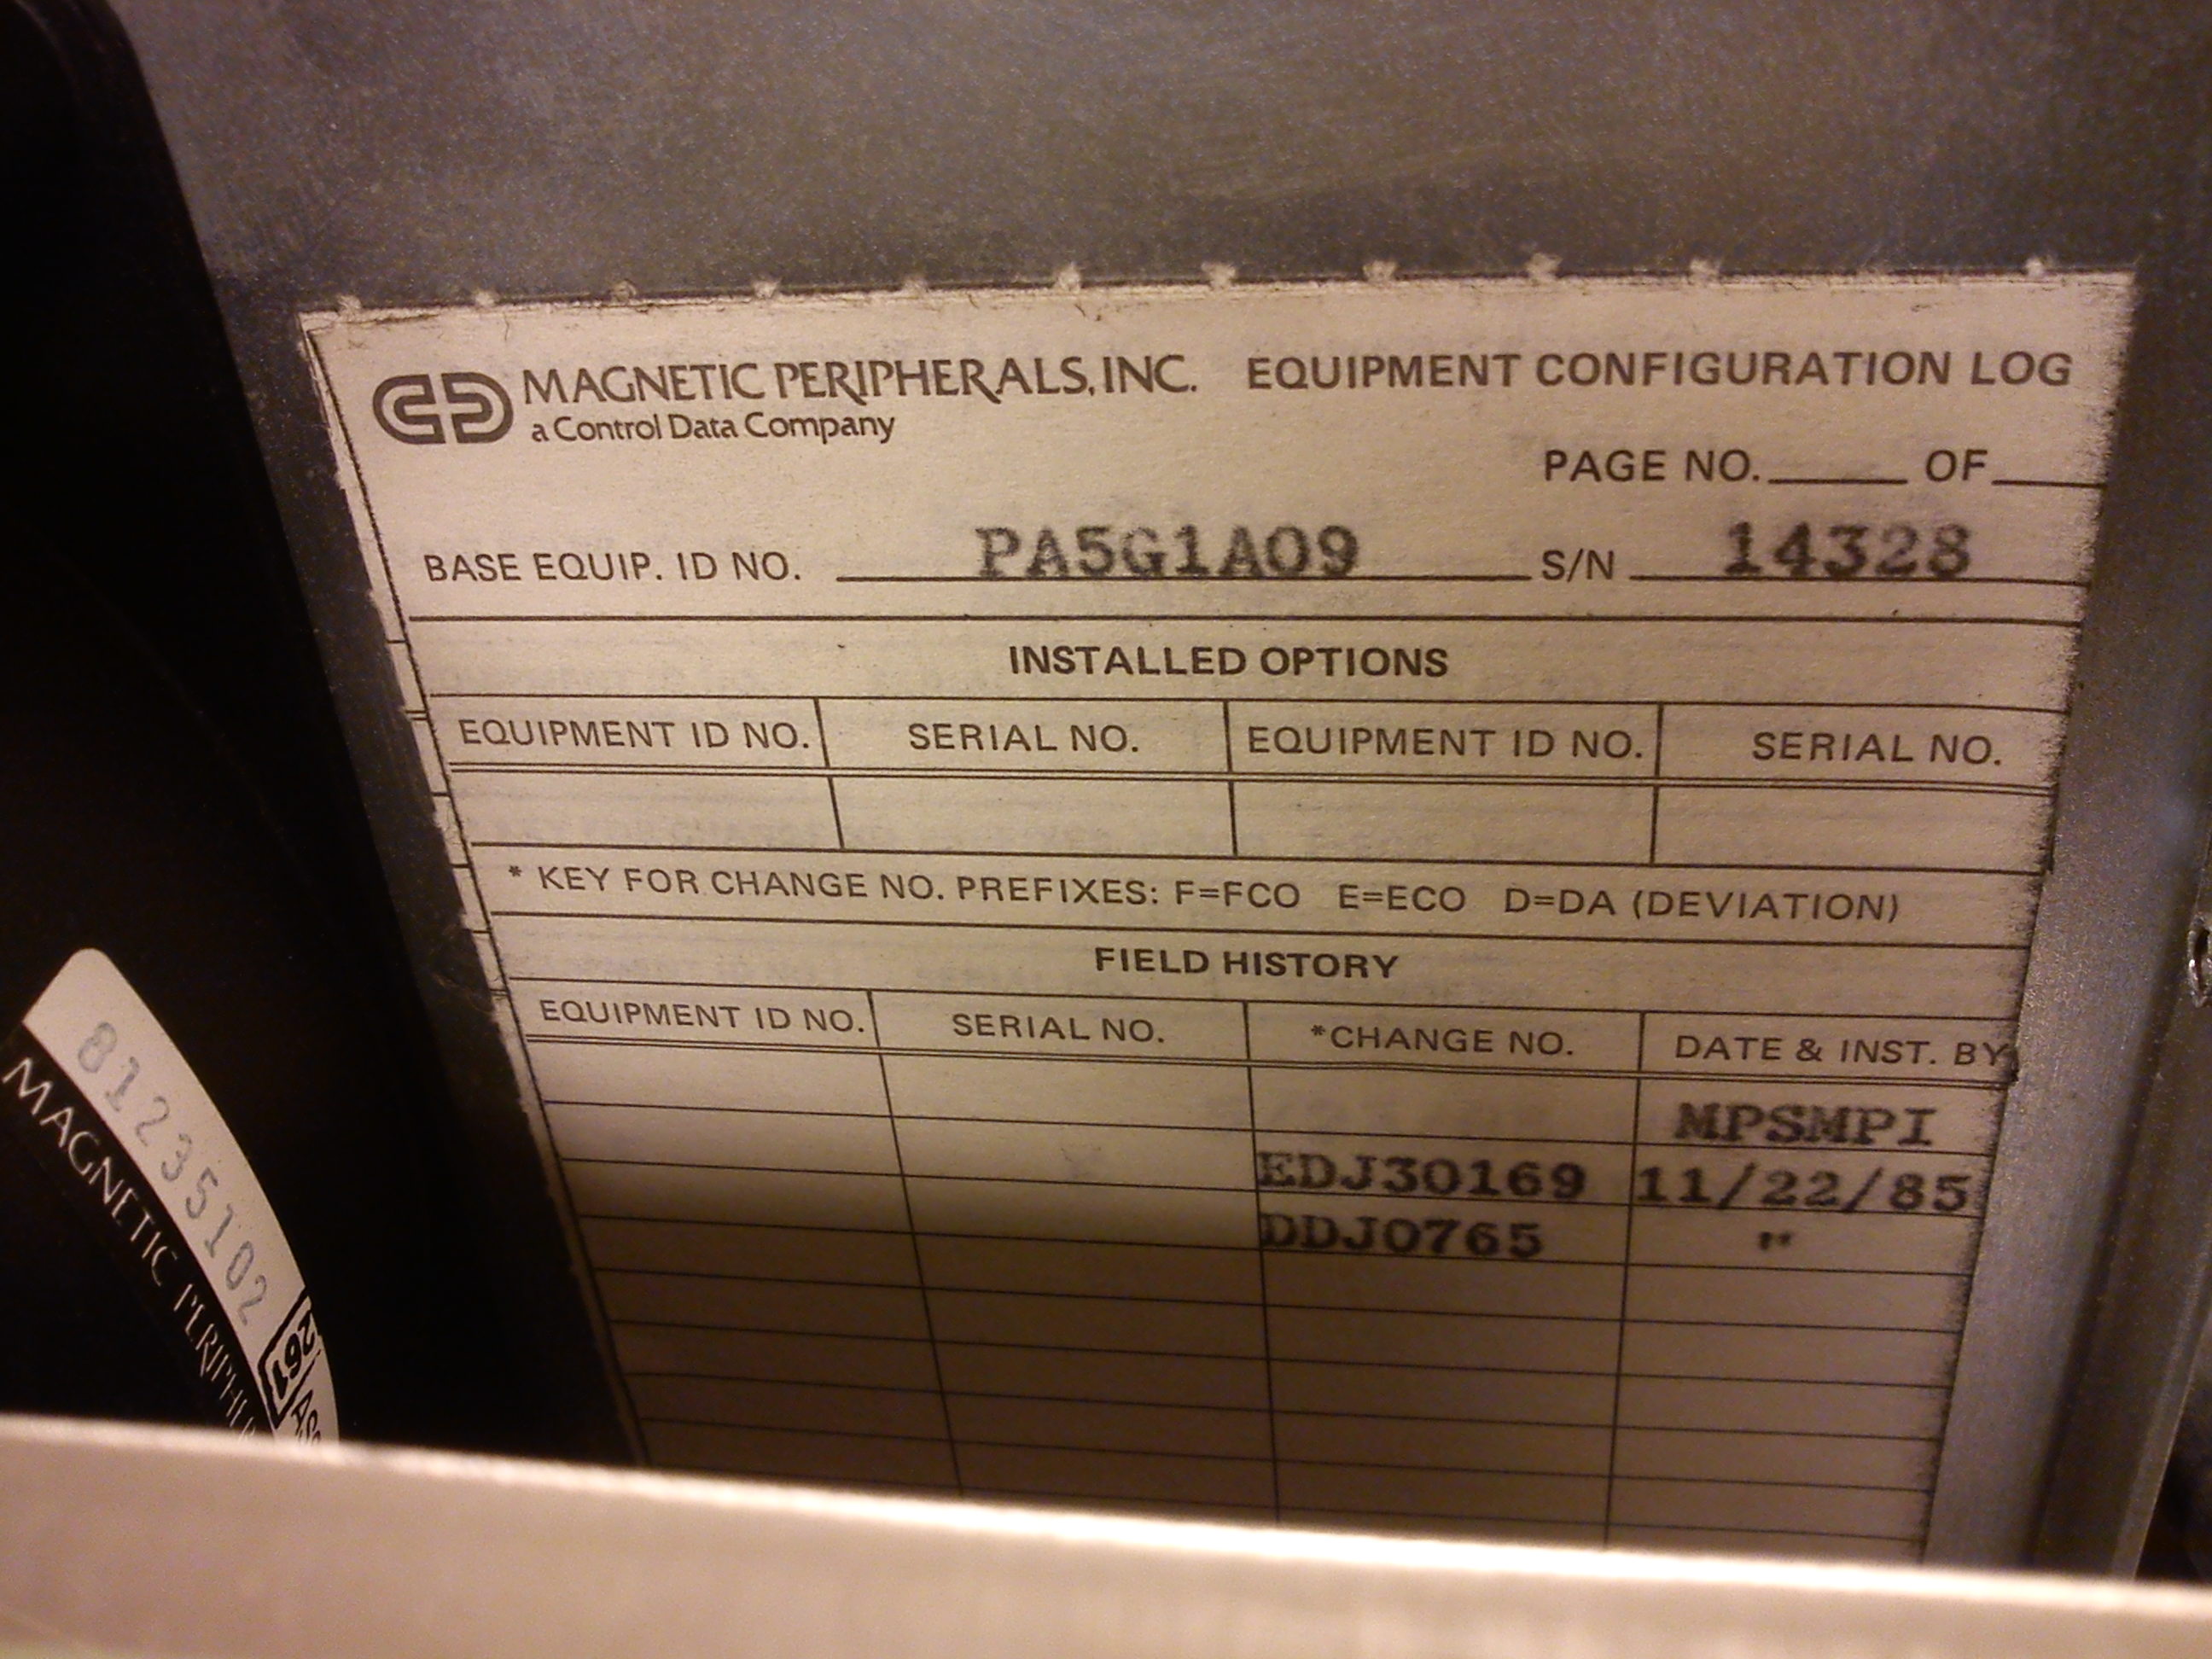 MAGNETIC PERIPHERALS, INC. EQUIPMENT CONFIGURATION LOG
a Control Data Company
PAGE NO. OF
BASE EQUIP. ID NO. PA5G1A09 S/N 14328
INSTALLED OPTIONS
EQUIPMENT ID NO. SERIAL NO. EQUIPMENT ID NO. SERIAL NO.
* KEY FOR CHANGE NO. PREFIXES: F=FCO E=ECO D=DA (DEVIATION)
FIELD HISTORY
EQUIPMENT ID NO. SERIAL NO. *CHANGE NO. DATE & INST. BY
MPSMPI
EDJ30169 11/22/85
DDJ0765 "
81235102
MAGNETIC